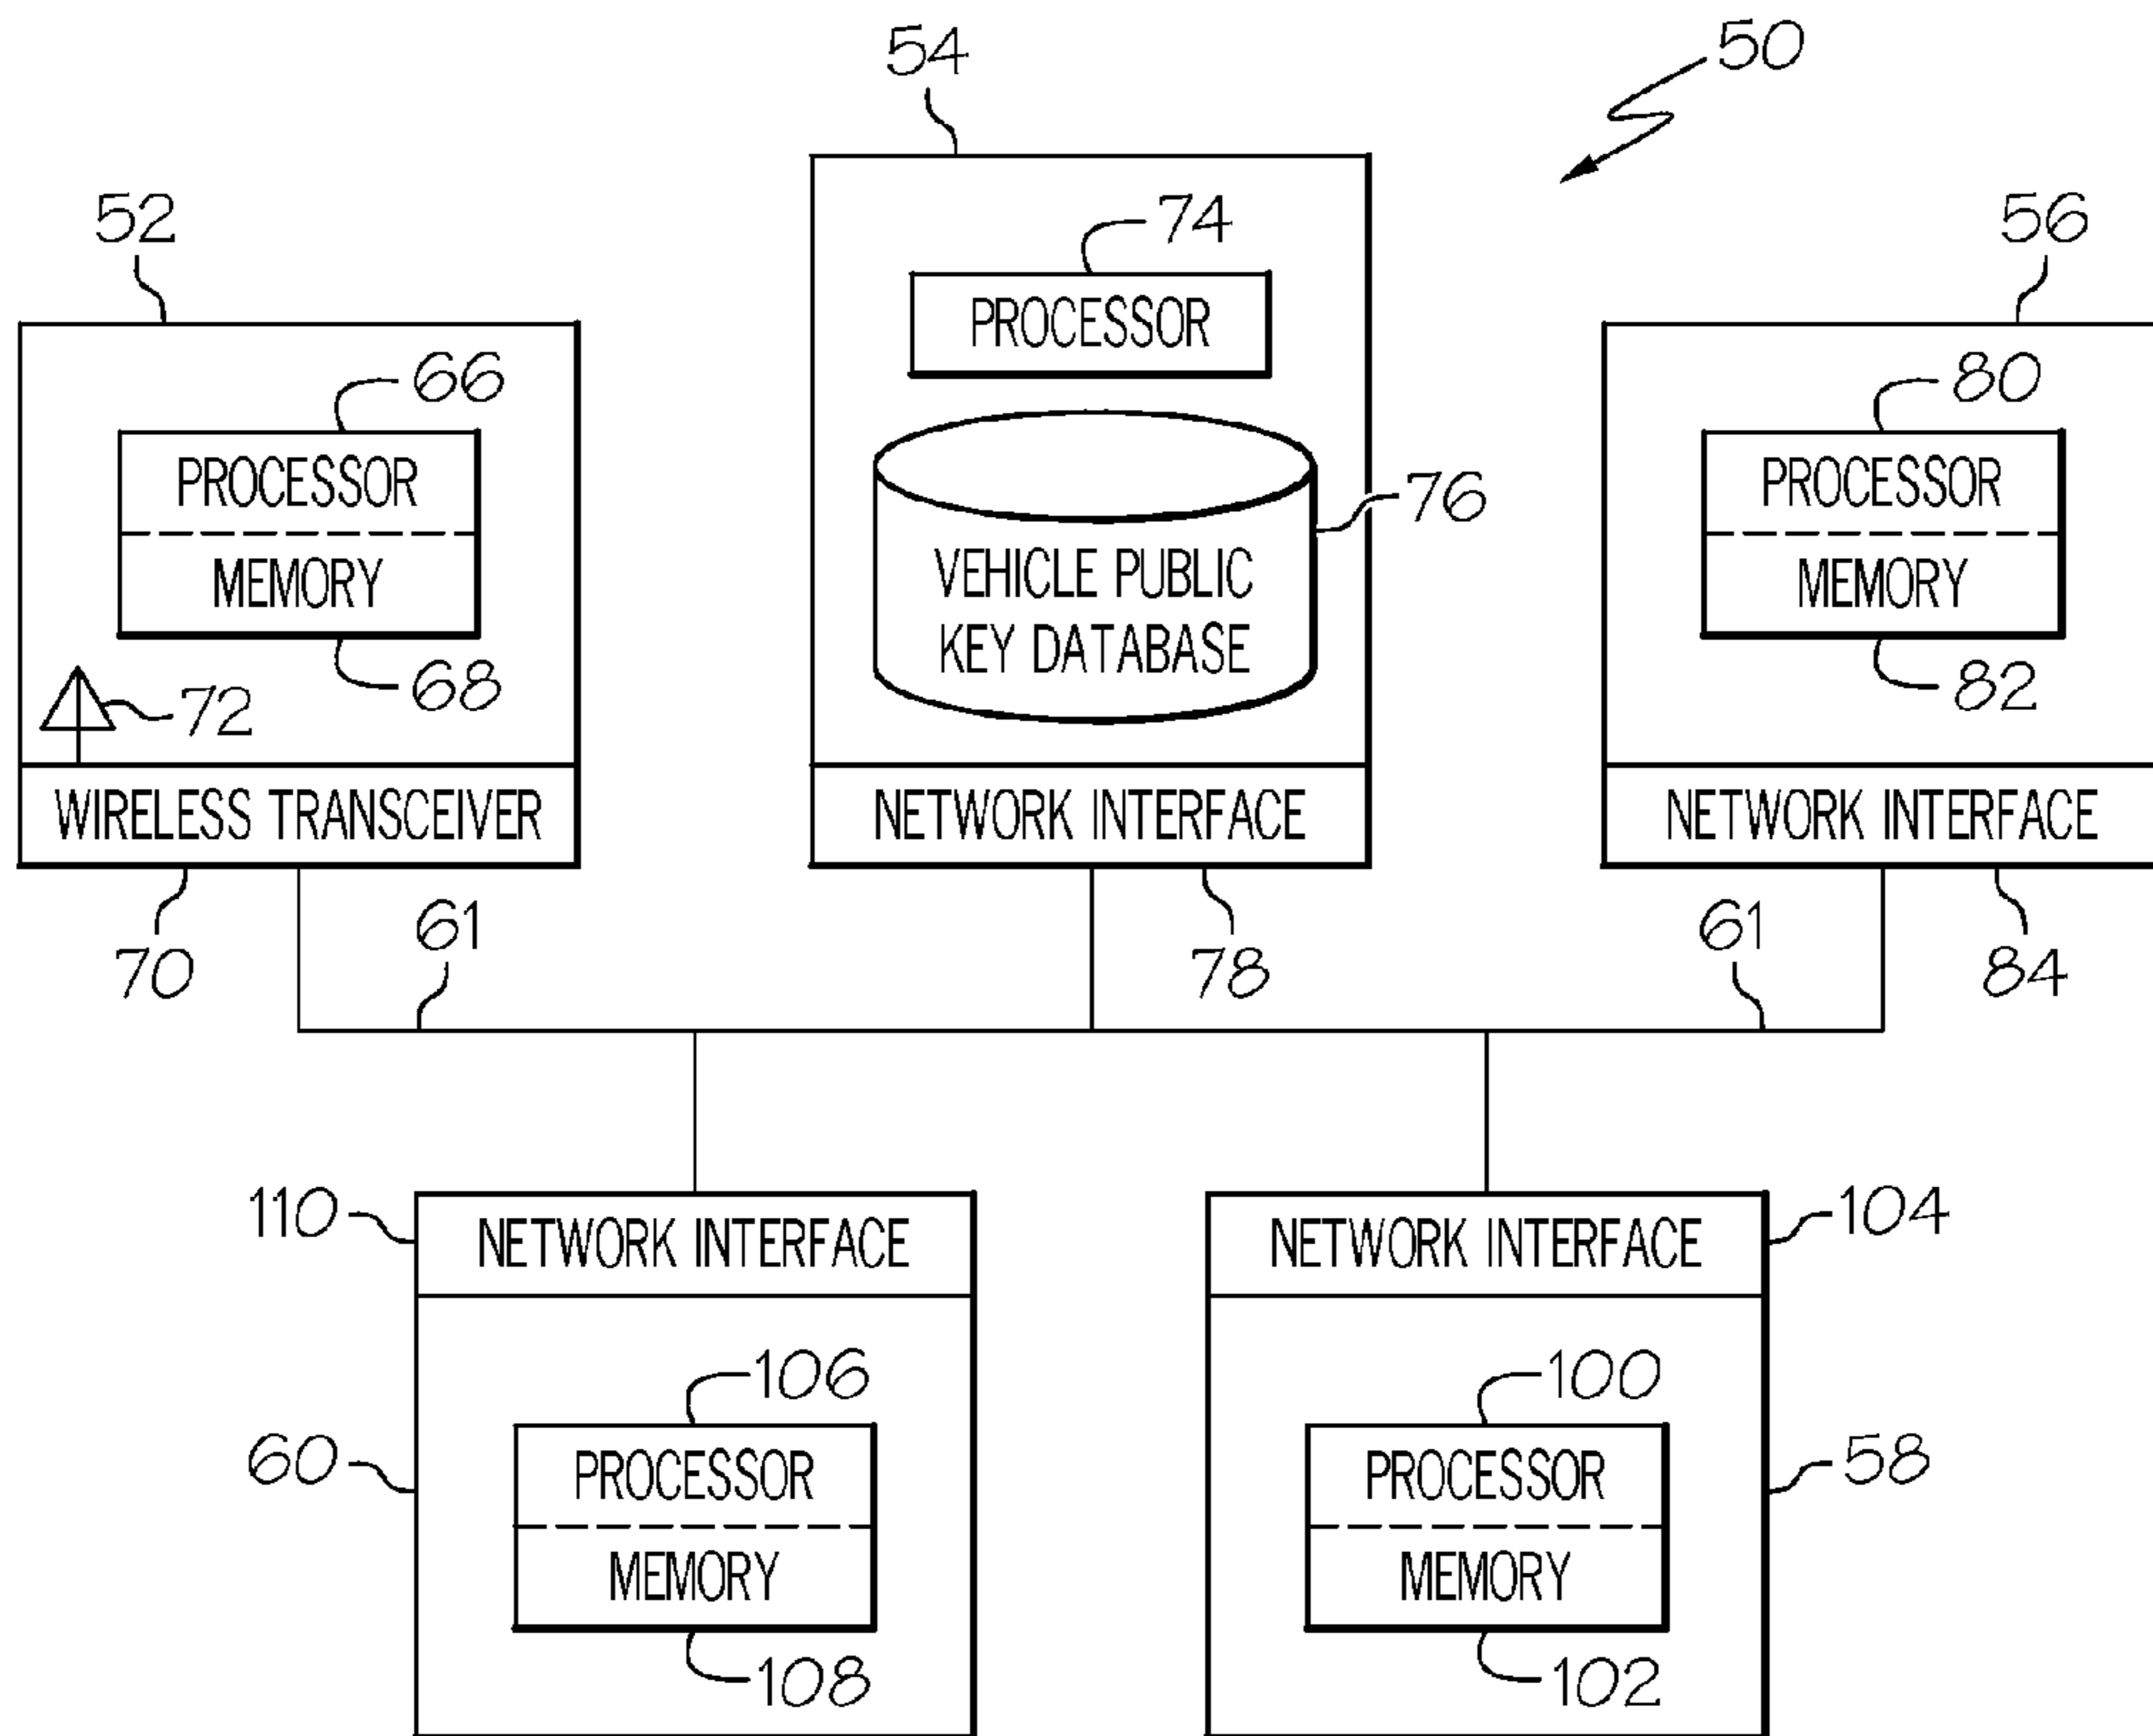 50
54
52
74
56
PROCESSOR
66
80
PROCESSOR
MEMORY
76
PROCESSOR
MEMORY
VEHICLE PUBLIC
KEY DATABASE
68
72
82
WIRELESS TRANSCEIVER
NETWORK INTERFACE
NETWORK INTERFACE
70
61
78
61
84
110
NETWORK INTERFACE
NETWORK INTERFACE
104
106
100
60
PROCESSOR
MEMORY
PROCESSOR
MEMORY
58
108
102